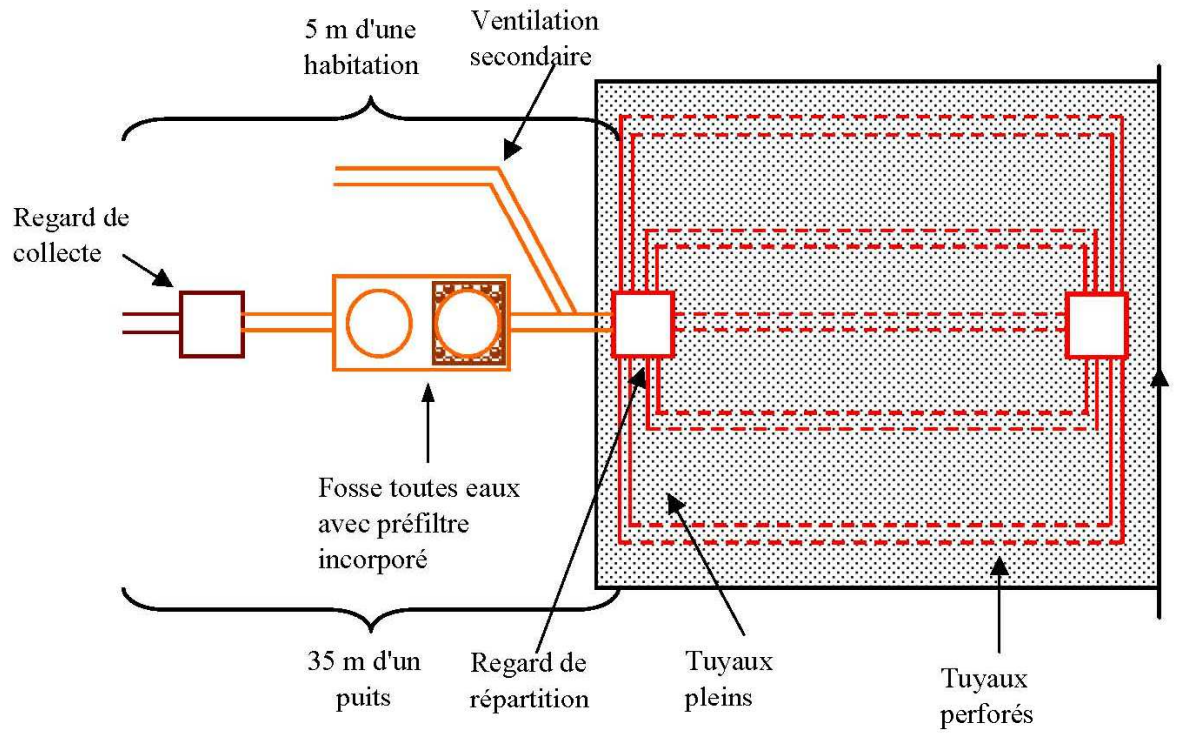 5 m d'une
habitation
Ventilation
secondaire
Regard de
collecte
Fosse toutes eaux
avec préfiltre
incorporé
35 m d'un
puits
Regard de
répartition
Tuyaux
pleins
Tuyaux
perforés